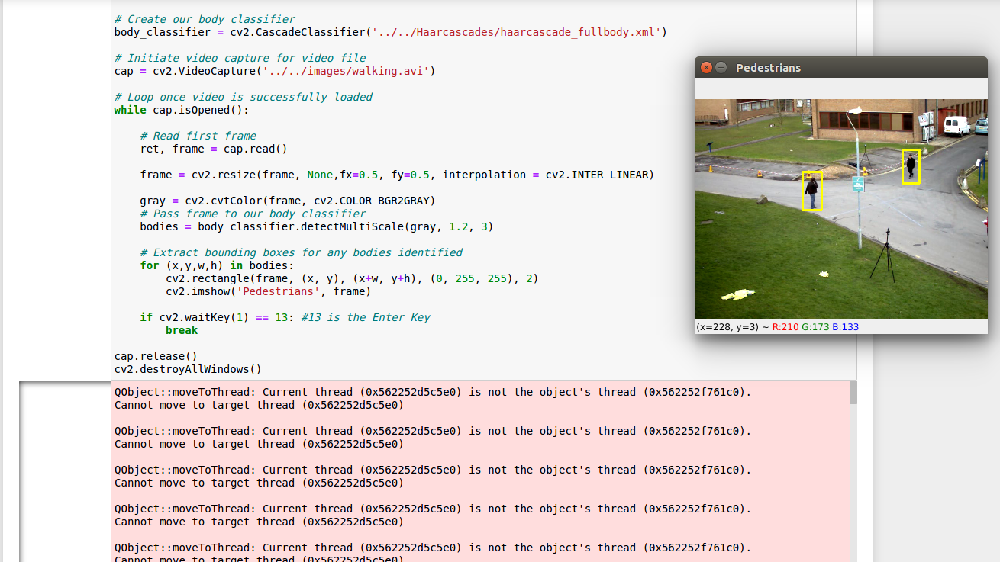 # Create our body classifier
body_classifier = cv2.CascadeClassifier('../../Haarcascades/haarcascade_fullbody.xml')
# Initiate video capture for video file
cap = cv2.VideoCapture('../../images/walking.avi')
# Loop once video is successfully loaded
while cap.isOpened():
# Read first frame
ret, frame = cap.read()
frame = cv2.resize(frame, None,fx=0.5, fy=0.5, interpolation = cv2.INTER_LINEAR)
gray = cv2.cvtColor(frame, cv2.COLOR_BGR2GRAY)
# Pass frame to our body classifier
bodies = body_classifier.detectMultiScale(gray, 1.2, 3)
# Extract bounding boxes for any bodies identified
for (x,y,w,h) in bodies:
cv2.rectangle(frame, (x, y), (x+w, y+h), (0, 255, 255), 2)
cv2.imshow('Pedestrians', frame)
if cv2.waitKey(1) == 13: #13 is the Enter Key
break
cap.release()
cv2.destroyAllWindows()
QObject::moveToThread: Current thread (0x562252d5c5e0) is not the object's thread (0x562252f761c0).
Cannot move to target thread (0x562252d5c5e0)
QObject::moveToThread: Current thread (0x562252d5c5e0) is not the object's thread (0x562252f761c0).
Cannot move to target thread (0x562252d5c5e0)
QObject::moveToThread: Current thread (0x562252d5c5e0) is not the object's thread (0x562252f761c0).
Cannot move to target thread (0x562252d5c5e0)
QObject::moveToThread: Current thread (0x562252d5c5e0) is not the object's thread (0x562252f761c0).
Cannot move to target thread (0x562252d5c5e0)
QObject::moveToThread: Current thread (0x562252d5c5e0) is not the object's thread (0x562252f761c0).
Cannot move to target thread (0x562252d5c5e0)
Pedestrians
(x=228, y=3) ~ R:210 G:173 B:133